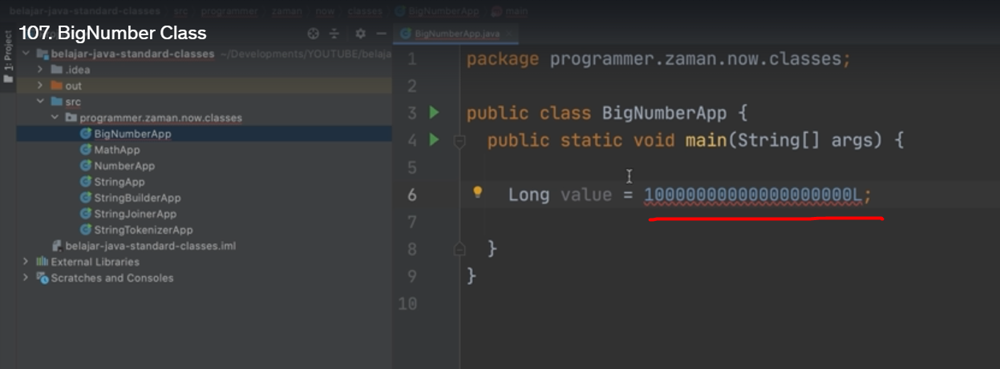 belajar-java-standard-classes src programmer zaman now classes BigNumberApp main
107. BigNumber Class
BigNumberApp.java
1: Project
belajar-java-standard-classes ~/Developments/YOUTUBE/belaja
.idea
out
src
programmer.zaman.now.classes
BigNumberApp
MathApp
NumberApp
StringApp
StringBuilderApp
StringJoinerApp
StringTokenizerApp
belajar-java-standard-classes.iml
External Libraries
Scratches and Consoles
1 package programmer.zaman.now.classes;
2
3 public class BigNumberApp {
4 public static void main(String[] args) {
5
6 Long value = 10000000000000000000L;
7
8 }
9 }
10